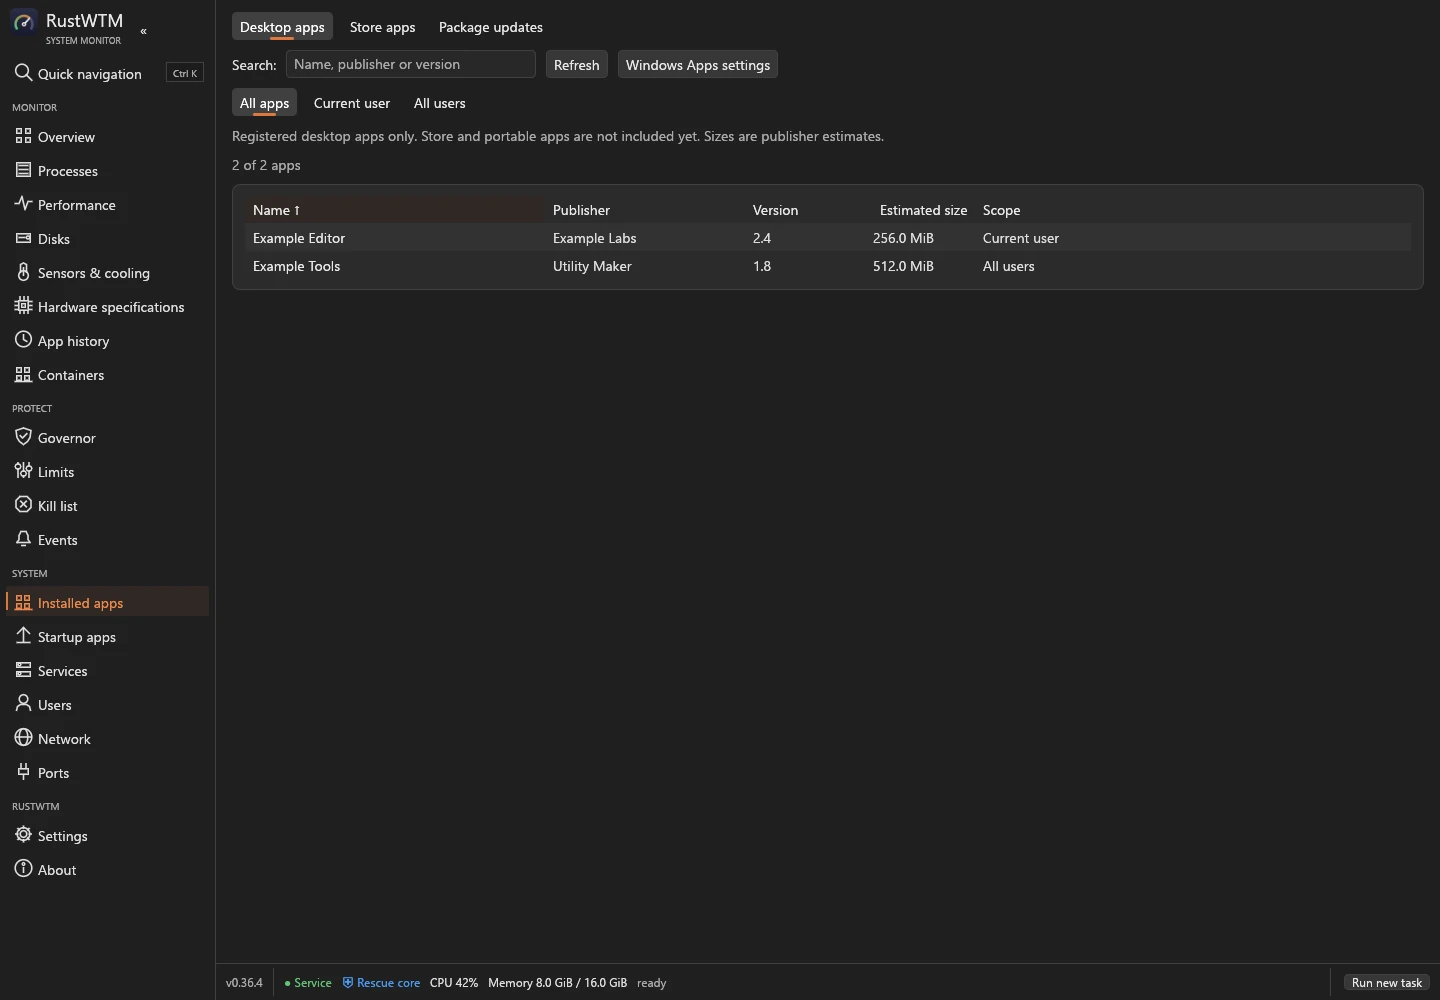 RustWTM
SYSTEM MONITOR
«
Quick navigation
Ctrl K
MONITOR
Overview
Processes
Performance
Disks
Sensors & cooling
Hardware specifications
App history
Containers
PROTECT
Governor
Limits
Kill list
Events
SYSTEM
Installed apps
Startup apps
Services
Users
Network
Ports
RUSTWTM
Settings
About
Desktop apps Store apps Package updates
Search: Name, publisher or version Refresh Windows Apps settings
All apps Current user All users
Registered desktop apps only. Store and portable apps are not included yet. Sizes are publisher estimates.
2 of 2 apps
Name ↑ Publisher Version Estimated size Scope
Example Editor Example Labs 2.4 256.0 MiB Current user
Example Tools Utility Maker 1.8 512.0 MiB All users
v0.36.4 ● Service Rescue core CPU 42% Memory 8.0 GiB / 16.0 GiB ready Run new task